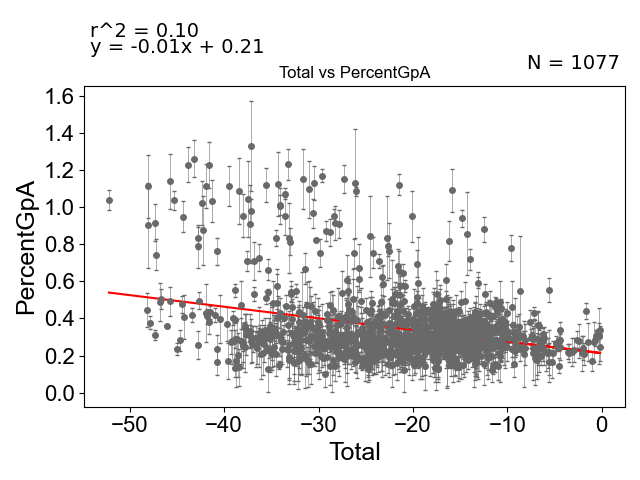 r^2 = 0.10
y = -0.01x + 0.21
N = 1077
Total vs PercentGpA
1.6
1.4
1.2
1.0
0.8
0.6
0.4
0.2
0.0
PercentGpA
−50 −40 −30 −20 −10 0
Total